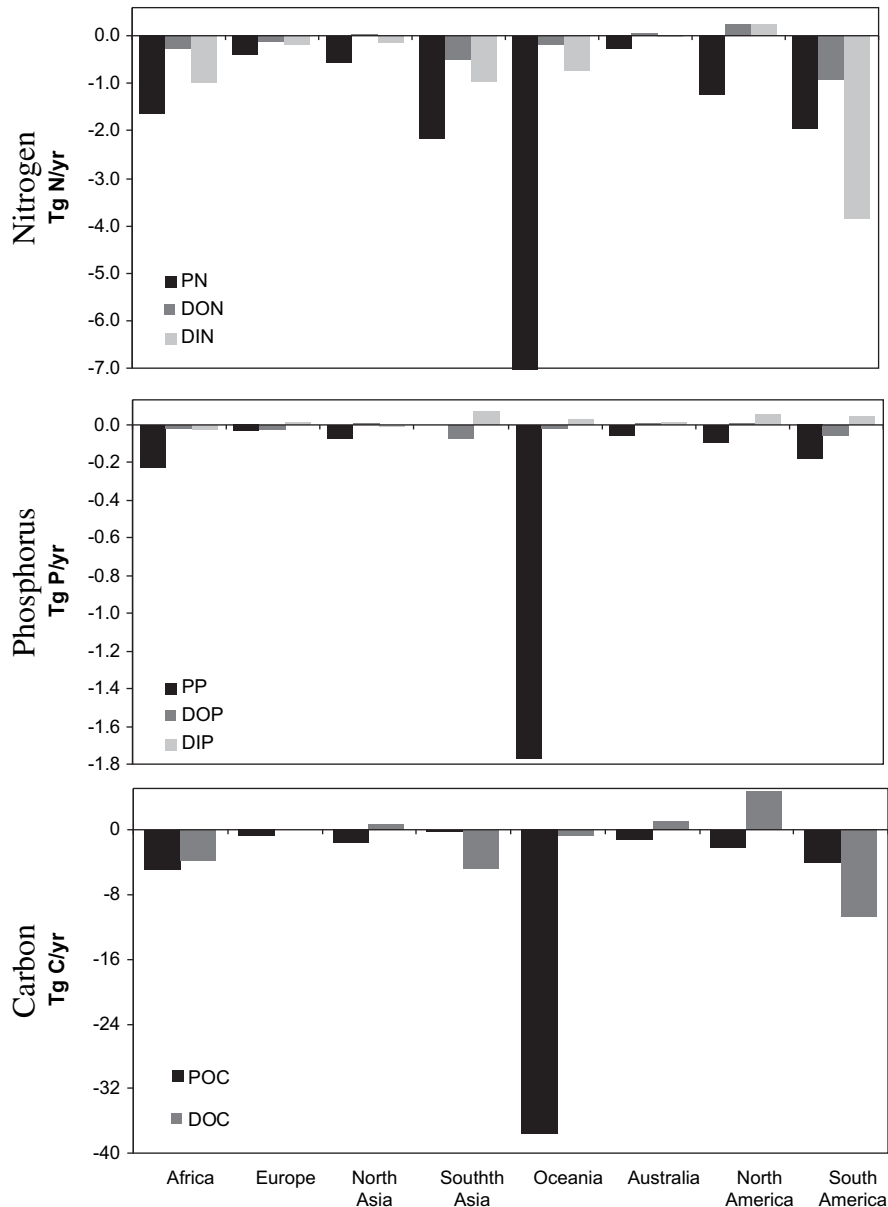 Nitrogen
Tg N/yr
0.0
-1.0
-2.0
-3.0
-4.0
-5.0
-6.0
-7.0
PN
DON
DIN
Phosphorus
Tg P/yr
0.0
-0.2
-0.4
-0.6
-0.8
-1.0
-1.2
-1.4
-1.6
-1.8
PP
DOP
DIP
Carbon
Tg C/yr
0
-8
-16
-24
-32
-40
POC
DOC
Africa
Europe
North
Asia
Southth
Asia
Oceania
Australia
North
America
South
America